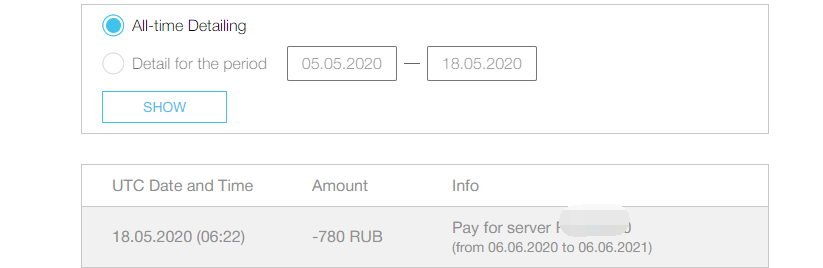 All-time Detailing
Detail for the period 05.05.2020 — 18.05.2020
SHOW
UTC Date and Time Amount Info
18.05.2020 (06:22) -780 RUB Pay for server
(from 06.06.2020 to 06.06.2021)